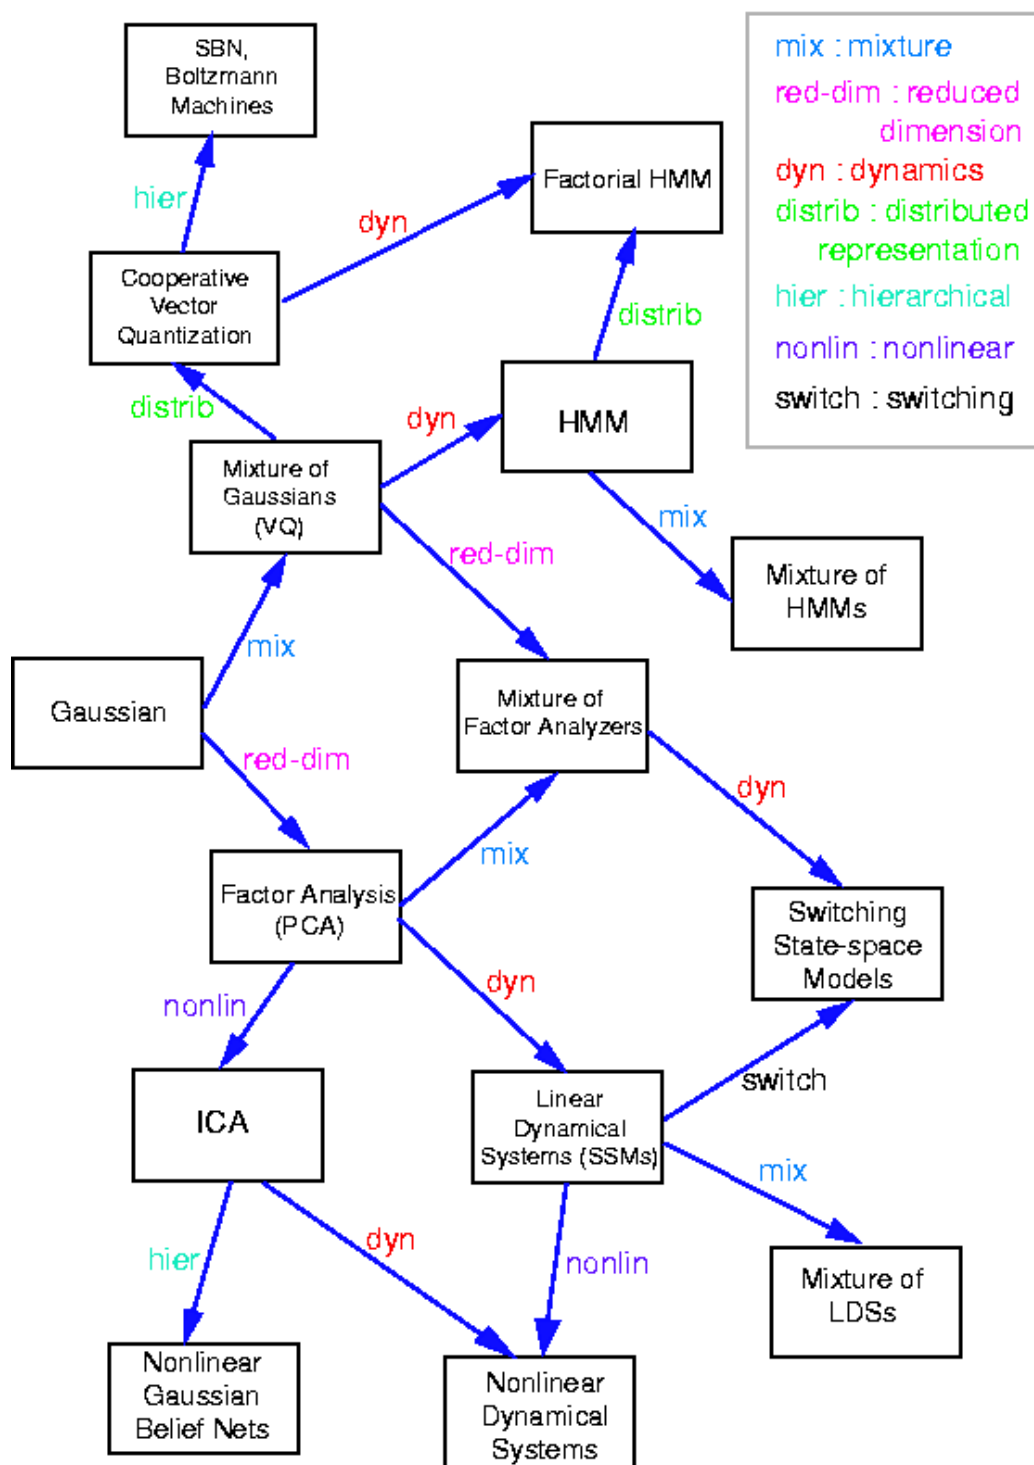 SBN,
Boltzmann
Machines
mix : mixture
red-dim : reduced
dimension
dyn : dynamics
distrib : distributed
representation
hier : hierarchical
nonlin : nonlinear
switch : switching
hier
dyn
Factorial HMM
Cooperative
Vector
Quantization
distrib
distrib
dyn
HMM
Mixture of
Gaussians
(VQ)
mix
red-dim
Mixture of
HMMs
mix
Gaussian
Mixture of
Factor Analyzers
red-dim
dyn
mix
Factor Analysis
(PCA)
Switching
State-space
Models
nonlin
dyn
switch
ICA
Linear
Dynamical
Systems (SSMs)
mix
hier
dyn
nonlin
Mixture of
LDSs
Nonlinear
Gaussian
Belief Nets
Nonlinear
Dynamical
Systems